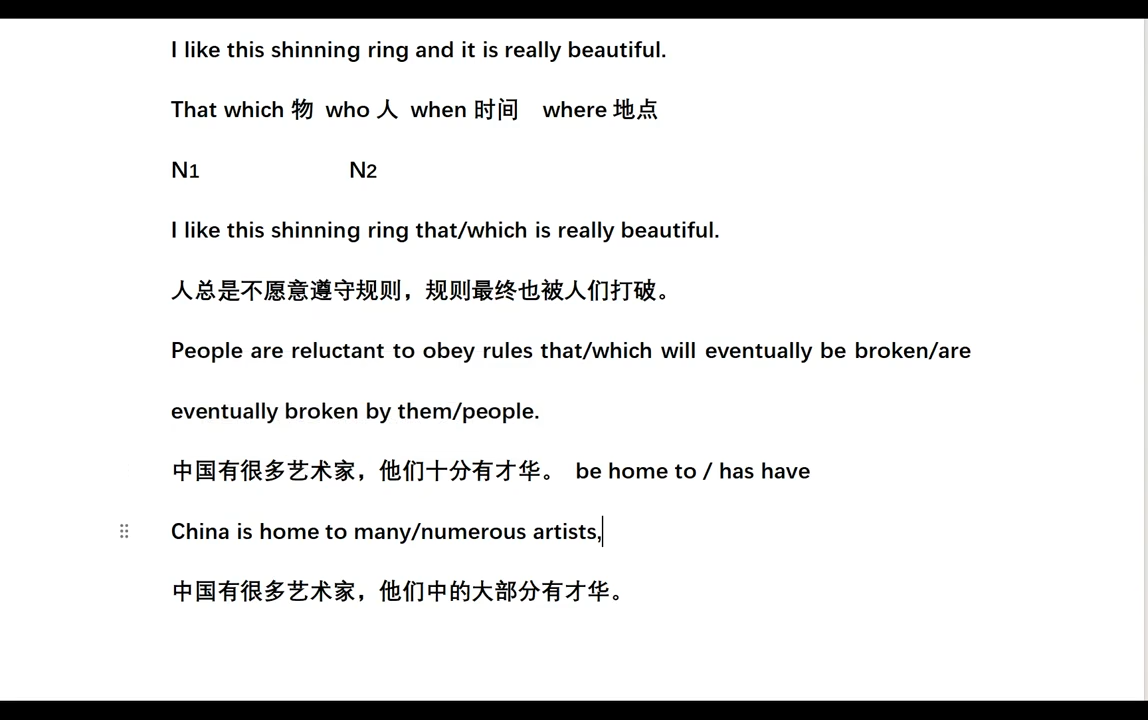 I like this shinning ring and it is really beautiful.
That which 物 who 人 when 时间 where 地点
N1 N2
I like this shinning ring that/which is really beautiful.
人总是不愿意遵守规则，规则最终也被人们打破。
People are reluctant to obey rules that/which will eventually be broken/are
eventually broken by them/people.
中国有很多艺术家，他们十分有才华。 be home to / has have
China is home to many/numerous artists,
中国有很多艺术家，他们中的大部分有才华。